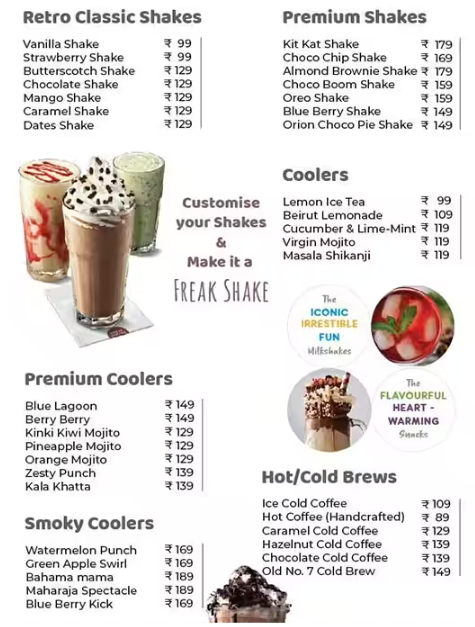 Retro Classic Shakes
Vanilla Shake ₹ 99
Strawberry Shake ₹ 99
Butterscotch Shake ₹ 129
Chocolate Shake ₹ 129
Mango Shake ₹ 129
Caramel Shake ₹ 129
Dates Shake ₹ 129
Premium Shakes
Kit Kat Shake ₹ 179
Choco Chip Shake ₹ 169
Almond Brownie Shake ₹ 179
Choco Boom Shake ₹ 159
Oreo Shake ₹ 159
Blue Berry Shake ₹ 149
Orion Choco Pie Shake ₹ 149
Customise
your Shakes
&
Make it a
FREAK SHAKE
Coolers
Lemon Ice Tea ₹ 99
Beirut Lemonade ₹ 109
Cucumber & Lime-Mint ₹ 119
Virgin Mojito ₹ 119
Masala Shikanji ₹ 119
The
ICONIC
IRRESTIBLE
FUN
Milkshakes
The
FLAVOURFUL
HEART -
WARMING
Snacks
Premium Coolers
Blue Lagoon ₹ 149
Berry Berry ₹ 149
Kinki Kiwi Mojito ₹ 129
Pineapple Mojito ₹ 129
Orange Mojito ₹ 129
Zesty Punch ₹ 139
Kala Khatta ₹ 139
Smoky Coolers
Watermelon Punch ₹ 169
Green Apple Swirl ₹ 169
Bahama mama ₹ 189
Maharaja Spectacle ₹ 189
Blue Berry Kick ₹ 169
Hot/Cold Brews
Ice Cold Coffee ₹ 109
Hot Coffee (Handcrafted) ₹ 89
Caramel Cold Coffee ₹ 129
Hazelnut Cold Coffee ₹ 139
Chocolate Cold Coffee ₹ 139
Old No. 7 Cold Brew ₹ 149